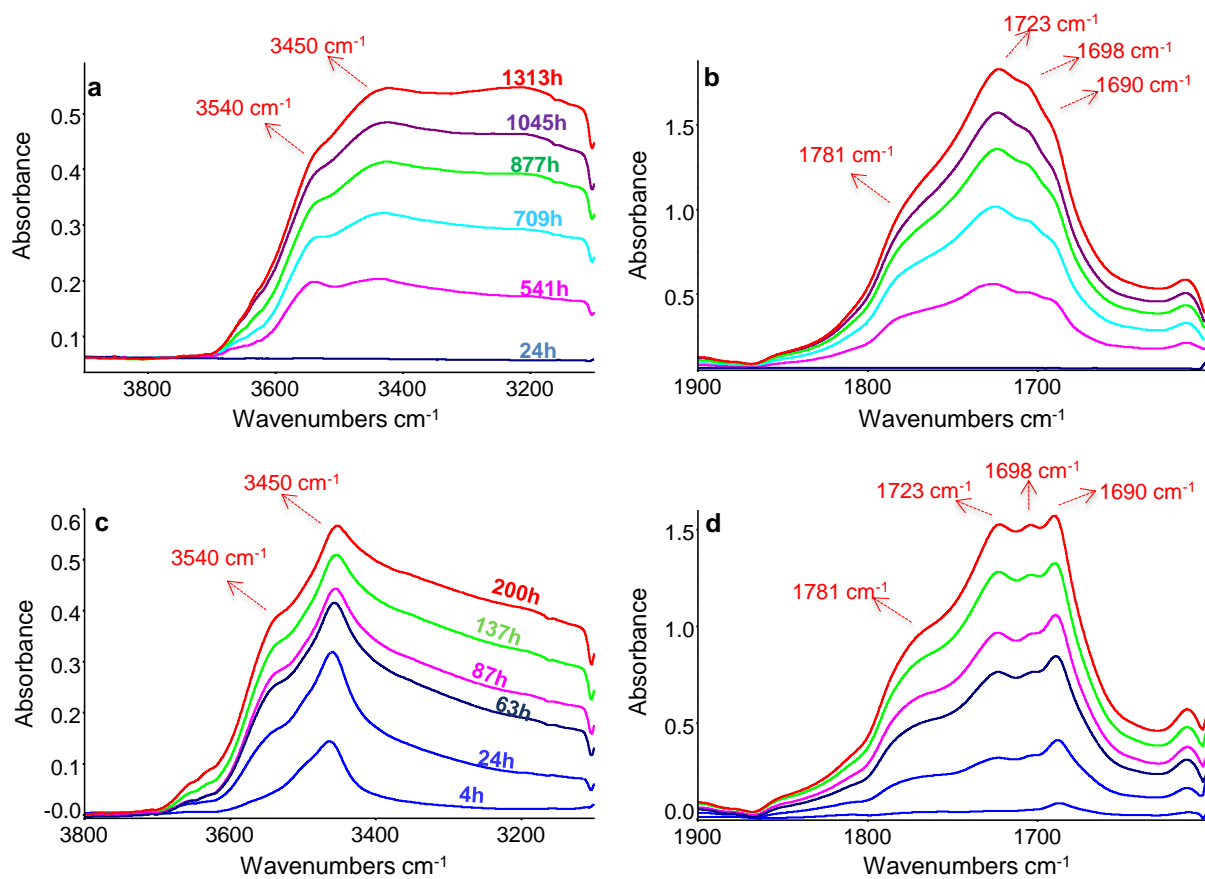 a
3450 cm-1
3540 cm-1
1313h
1045h
877h
709h
541h
24h
Absorbance
0.5
0.4
0.3
0.2
0.1
3800
3600
3400
3200
Wavenumbers cm-1
b
1723 cm-1
1698 cm-1
1690 cm-1
1781 cm-1
Absorbance
1.5
1.0
0.5
1900
1800
1700
Wavenumbers cm-1
c
3450 cm-1
3540 cm-1
200h
137h
87h
63h
24h
4h
Absorbance
0.6
0.5
0.4
0.3
0.2
0.1
-0.0
3800
3600
3400
3200
Wavenumbers cm-1
d
1698 cm-1
1723 cm-1
1690 cm-1
1781 cm-1
Absorbance
1.5
1.0
0.5
0.0
1900
1800
1700
Wavenumbers cm-1